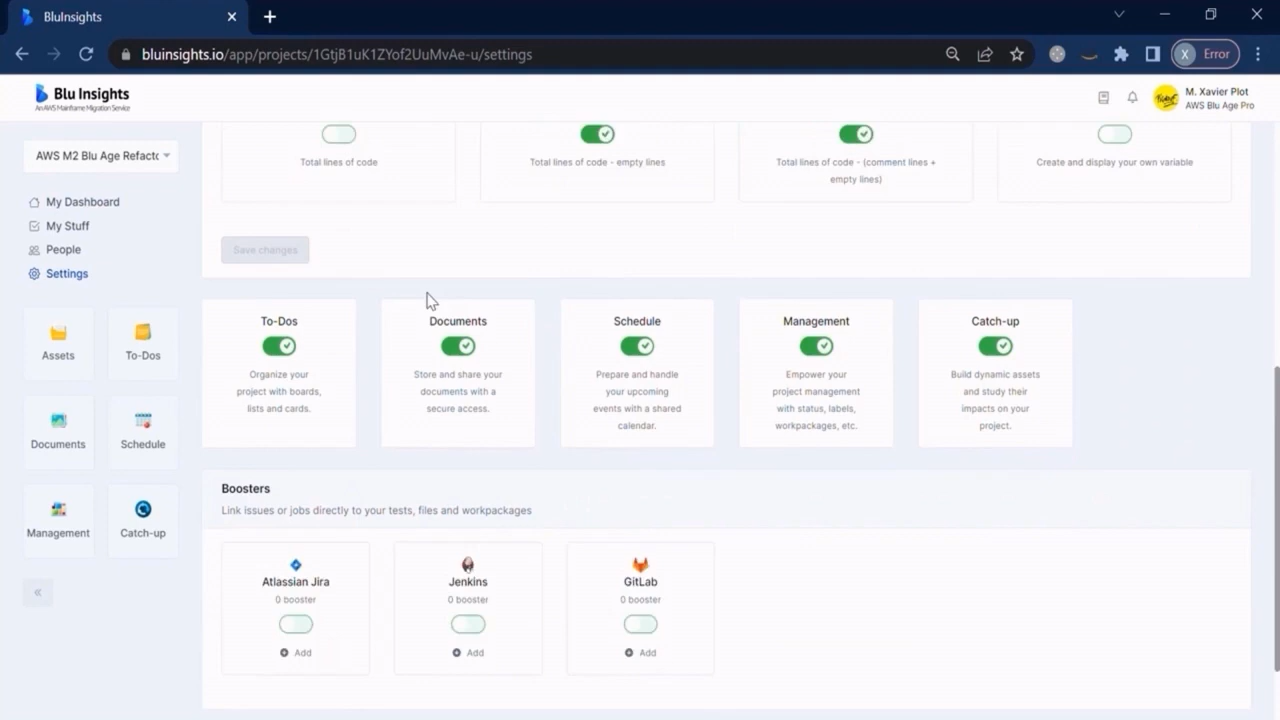 BluInsights
bluinsights.io/app/projects/1GtjB1uK1ZYof2UuMvAe-u/settings
X
Error
Blu Insights
An AWS Mainframe Migration Service
M. Xavier Plot
AWS Blu Age Pro
AWS M2 Blu Age Refactc
My Dashboard
My Stuff
People
Settings
Assets
To-Dos
Documents
Schedule
Management
Catch-up
Total lines of code
Total lines of code - empty lines
Total lines of code - (comment lines +
empty lines)
Create and display your own variable
Save changes
To-Dos
Organize your
project with boards,
lists and cards.
Documents
Store and share your
documents with a
secure access.
Schedule
Prepare and handle
your upcoming
events with a shared
calendar.
Management
Empower your
project management
with status, labels,
workpackages, etc.
Catch-up
Build dynamic assets
and study their
impacts on your
project.
Boosters
Link issues or jobs directly to your tests, files and workpackages
Atlassian Jira
0 booster
Add
Jenkins
0 booster
Add
GitLab
0 booster
Add